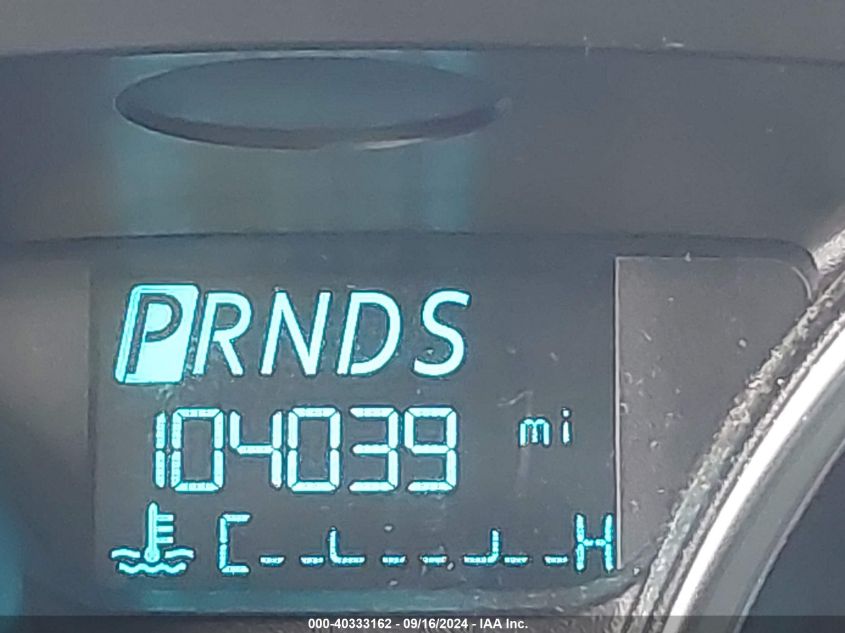 PRNDS
104039 mi
C H
000-40333162 - 09/16/2024 - IAA Inc.